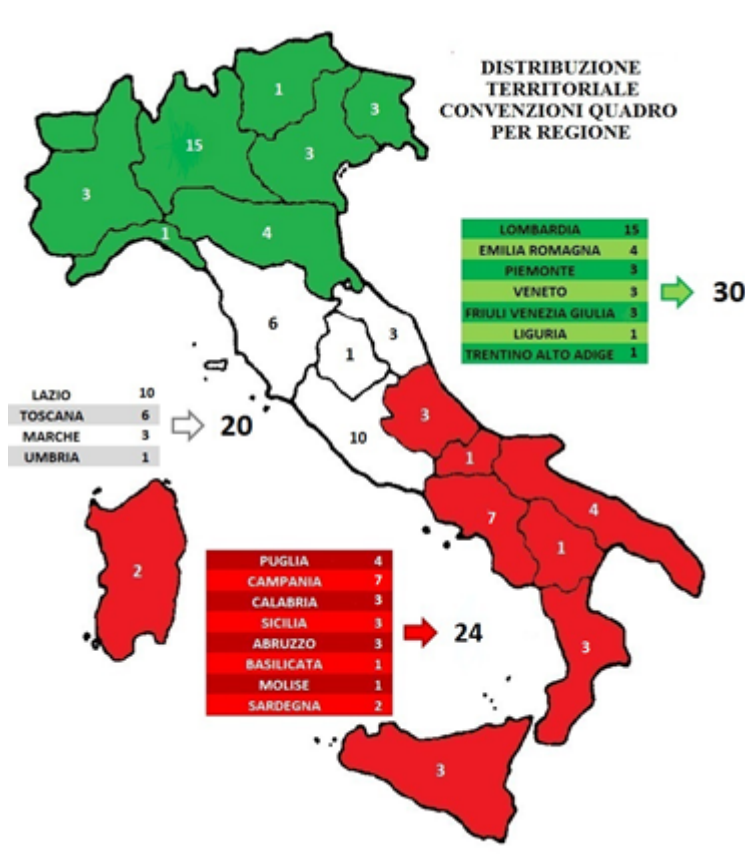 DISTRIBUZIONE
TERRITORIALE
CONVENZIONI QUADRO
PER REGIONE
1
3
15
3
3
1
4
LOMBARDIA 15
EMILIA ROMAGNA 4
PIEMONTE 3
VENETO 3
FRIULI VENEZIA GIULIA 3
LIGURIA 1
TRENTINO ALTO ADIGE 1
30
6
3
1
LAZIO 10
TOSCANA 6
MARCHE 3
UMBRIA 1
20
3
10
1
7
4
1
2
PUGLIA 4
CAMPANIA 7
CALABRIA 3
SICILIA 3
ABRUZZO 3
BASILICATA 1
MOLISE 1
SARDEGNA 2
24
3
3